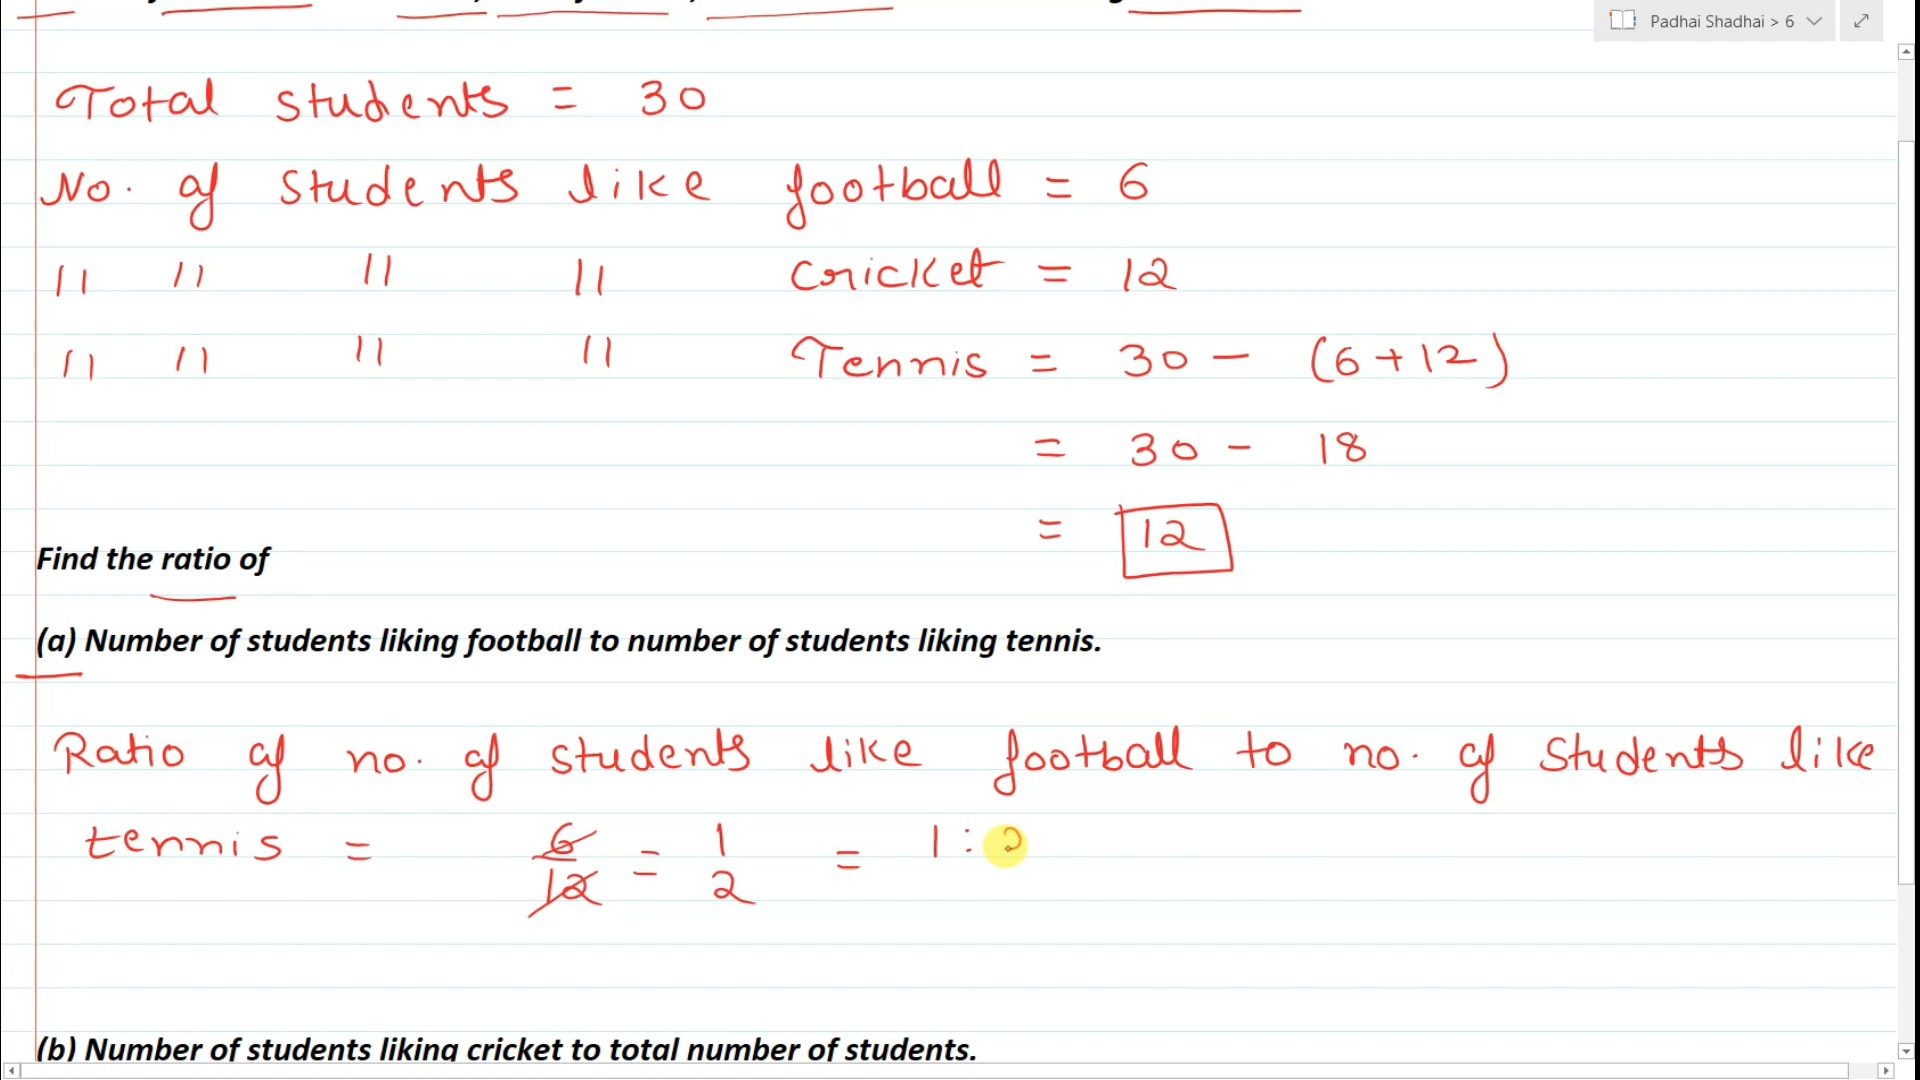 Padhai Shadhai > 6
Total students = 30
No. of students like football = 6
" " " " Cricket = 12
" " " " Tennis = 30 - (6+12)
= 30 - 18
= 12
Find the ratio of
(a) Number of students liking football to number of students liking tennis.
Ratio of no. of students like football to no. of students like
tennis = 6/12 = 1/2 = 1 : 2
(b) Number of students liking cricket to total number of students.